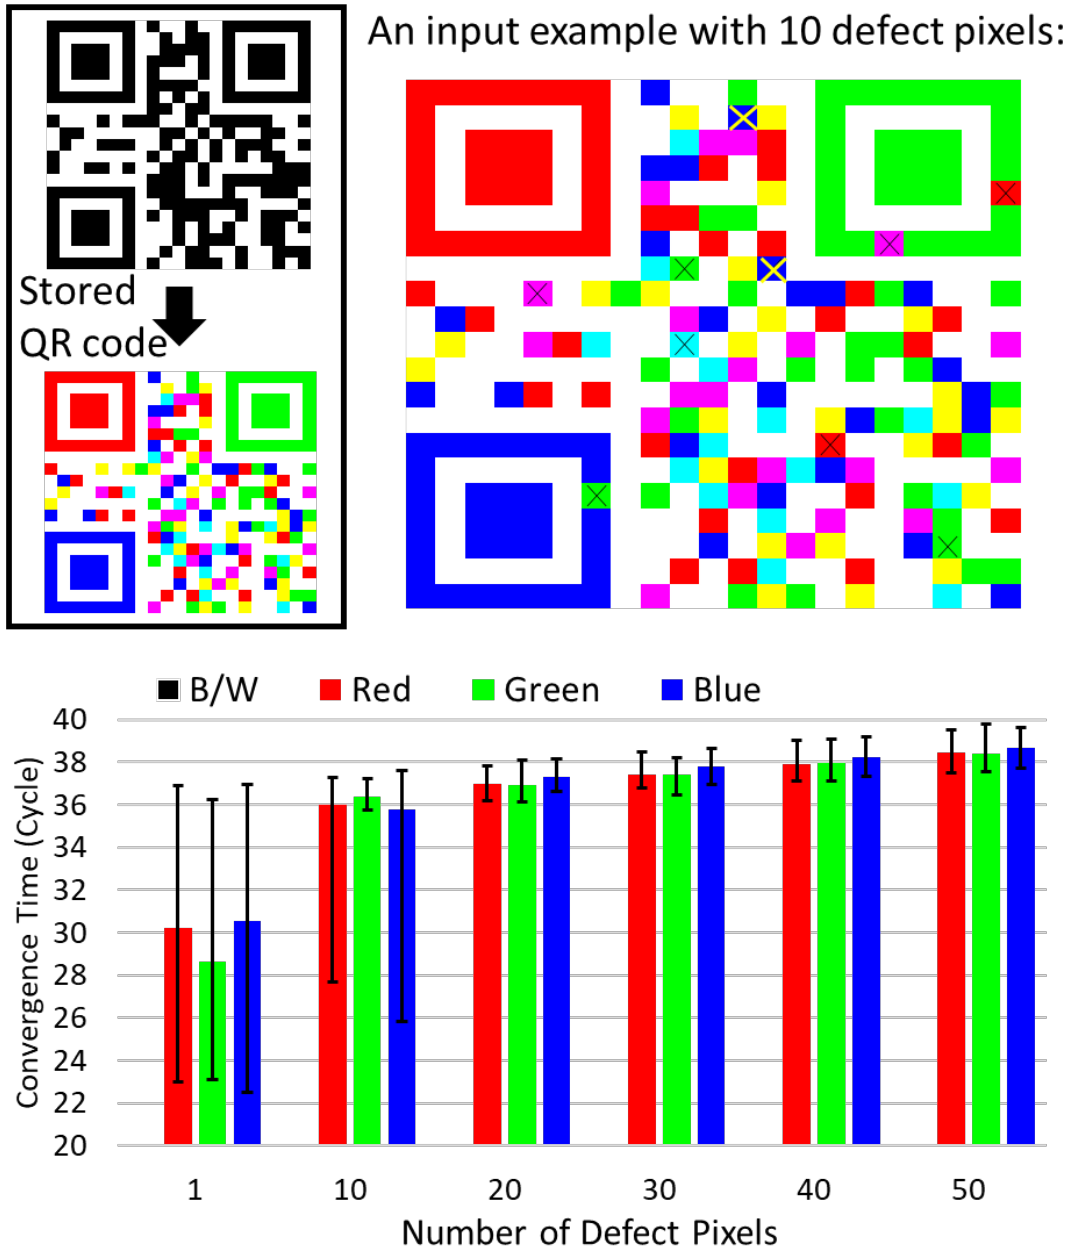 An input example with 10 defect pixels:
Stored
QR code
B/W Red Green Blue
Convergence Time (Cycle)
40
38
36
34
32
30
28
26
24
22
20
1 10 20 30 40 50
Number of Defect Pixels